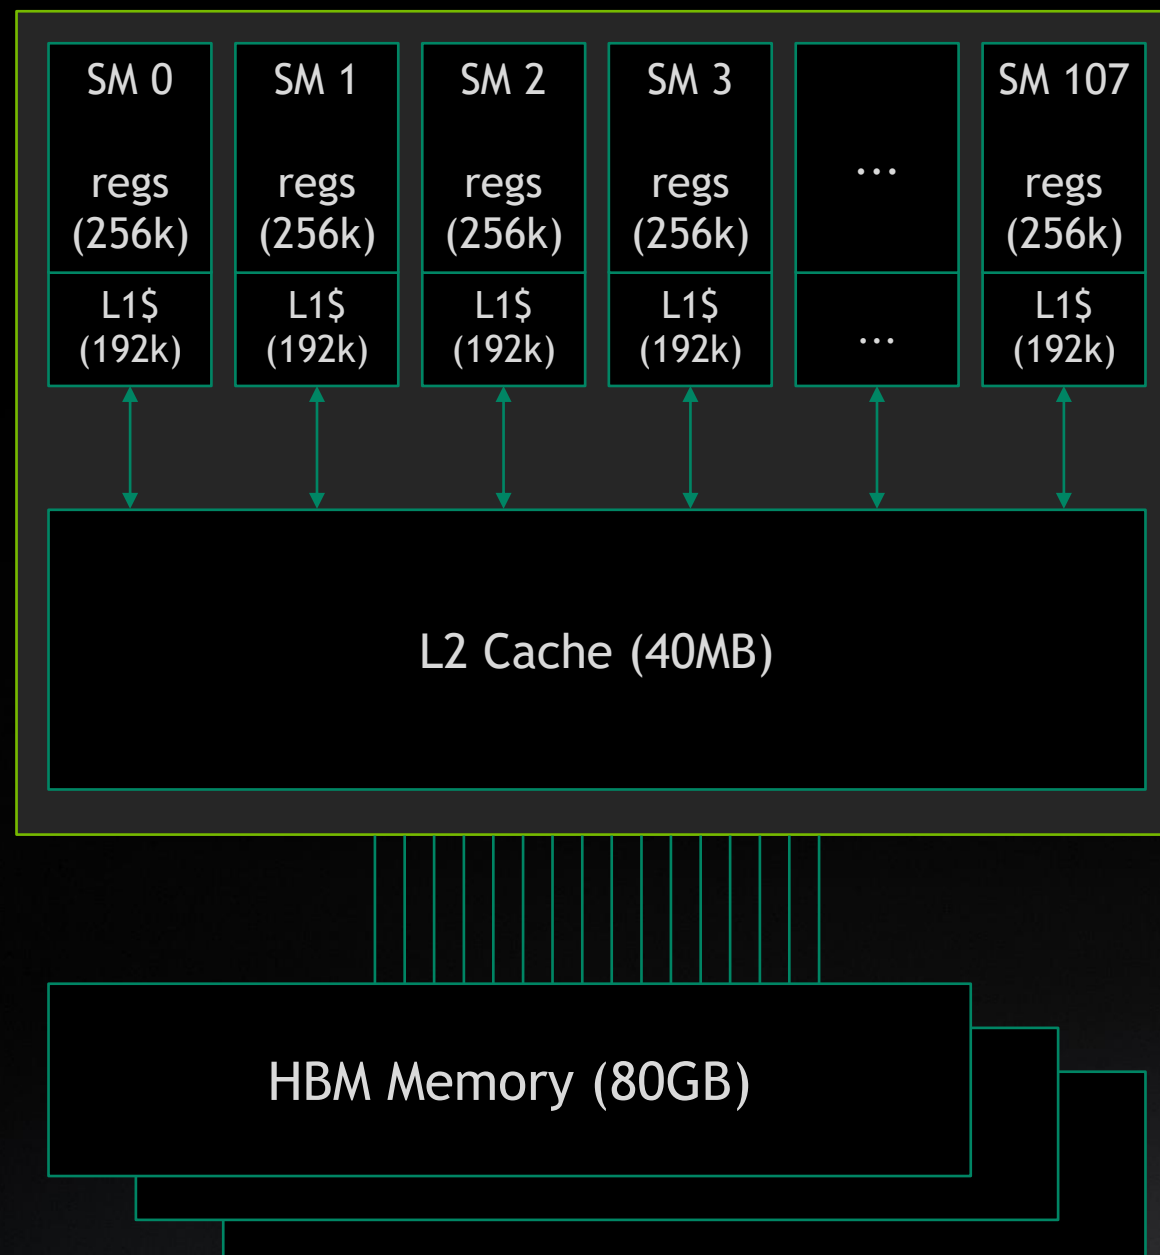 SM 0
regs
(256k)
L1$
(192k)
SM 1
regs
(256k)
L1$
(192k)
SM 2
regs
(256k)
L1$
(192k)
SM 3
regs
(256k)
L1$
(192k)
...
...
SM 107
regs
(256k)
L1$
(192k)
L2 Cache (40MB)
HBM Memory (80GB)